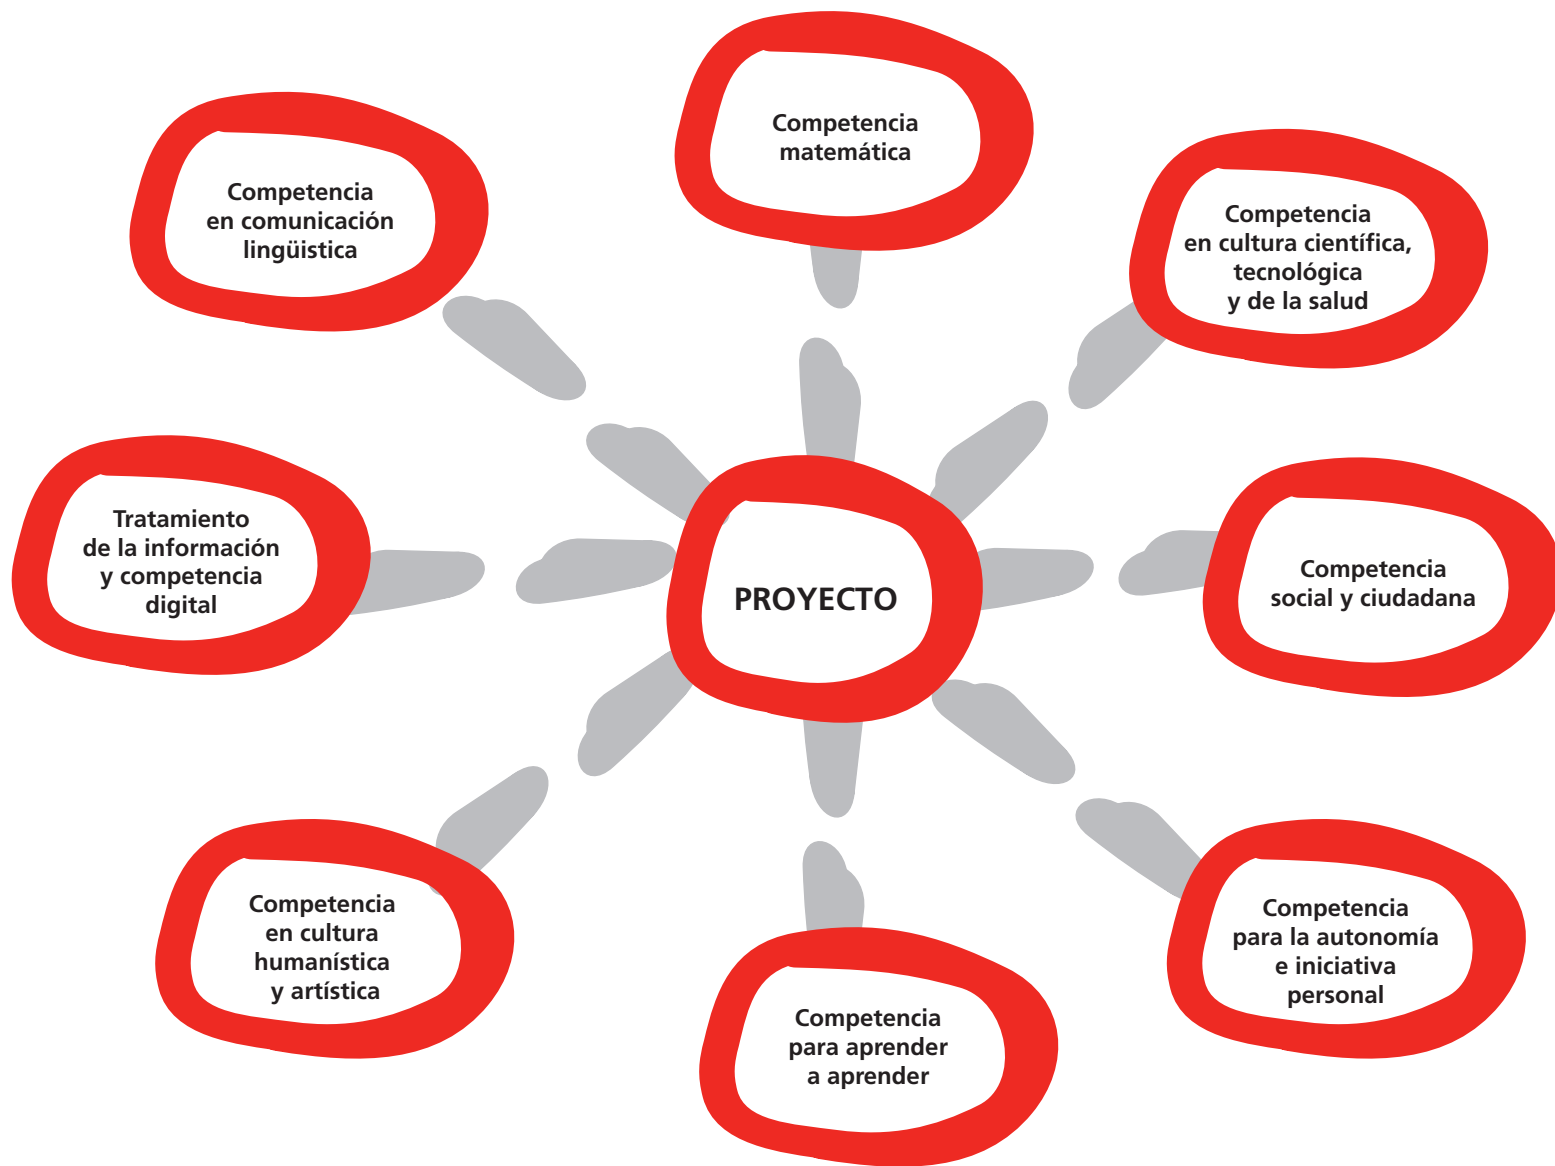 Competencia
matemática
Competencia
en comunicación
lingüistica
Competencia
en cultura científica,
tecnológica
y de la salud
Tratamiento
de la información
y competencia
digital
PROYECTO
Competencia
social y ciudadana
Competencia
en cultura
humanística
y artística
Competencia
para la autonomía
e iniciativa
personal
Competencia
para aprender
a aprender